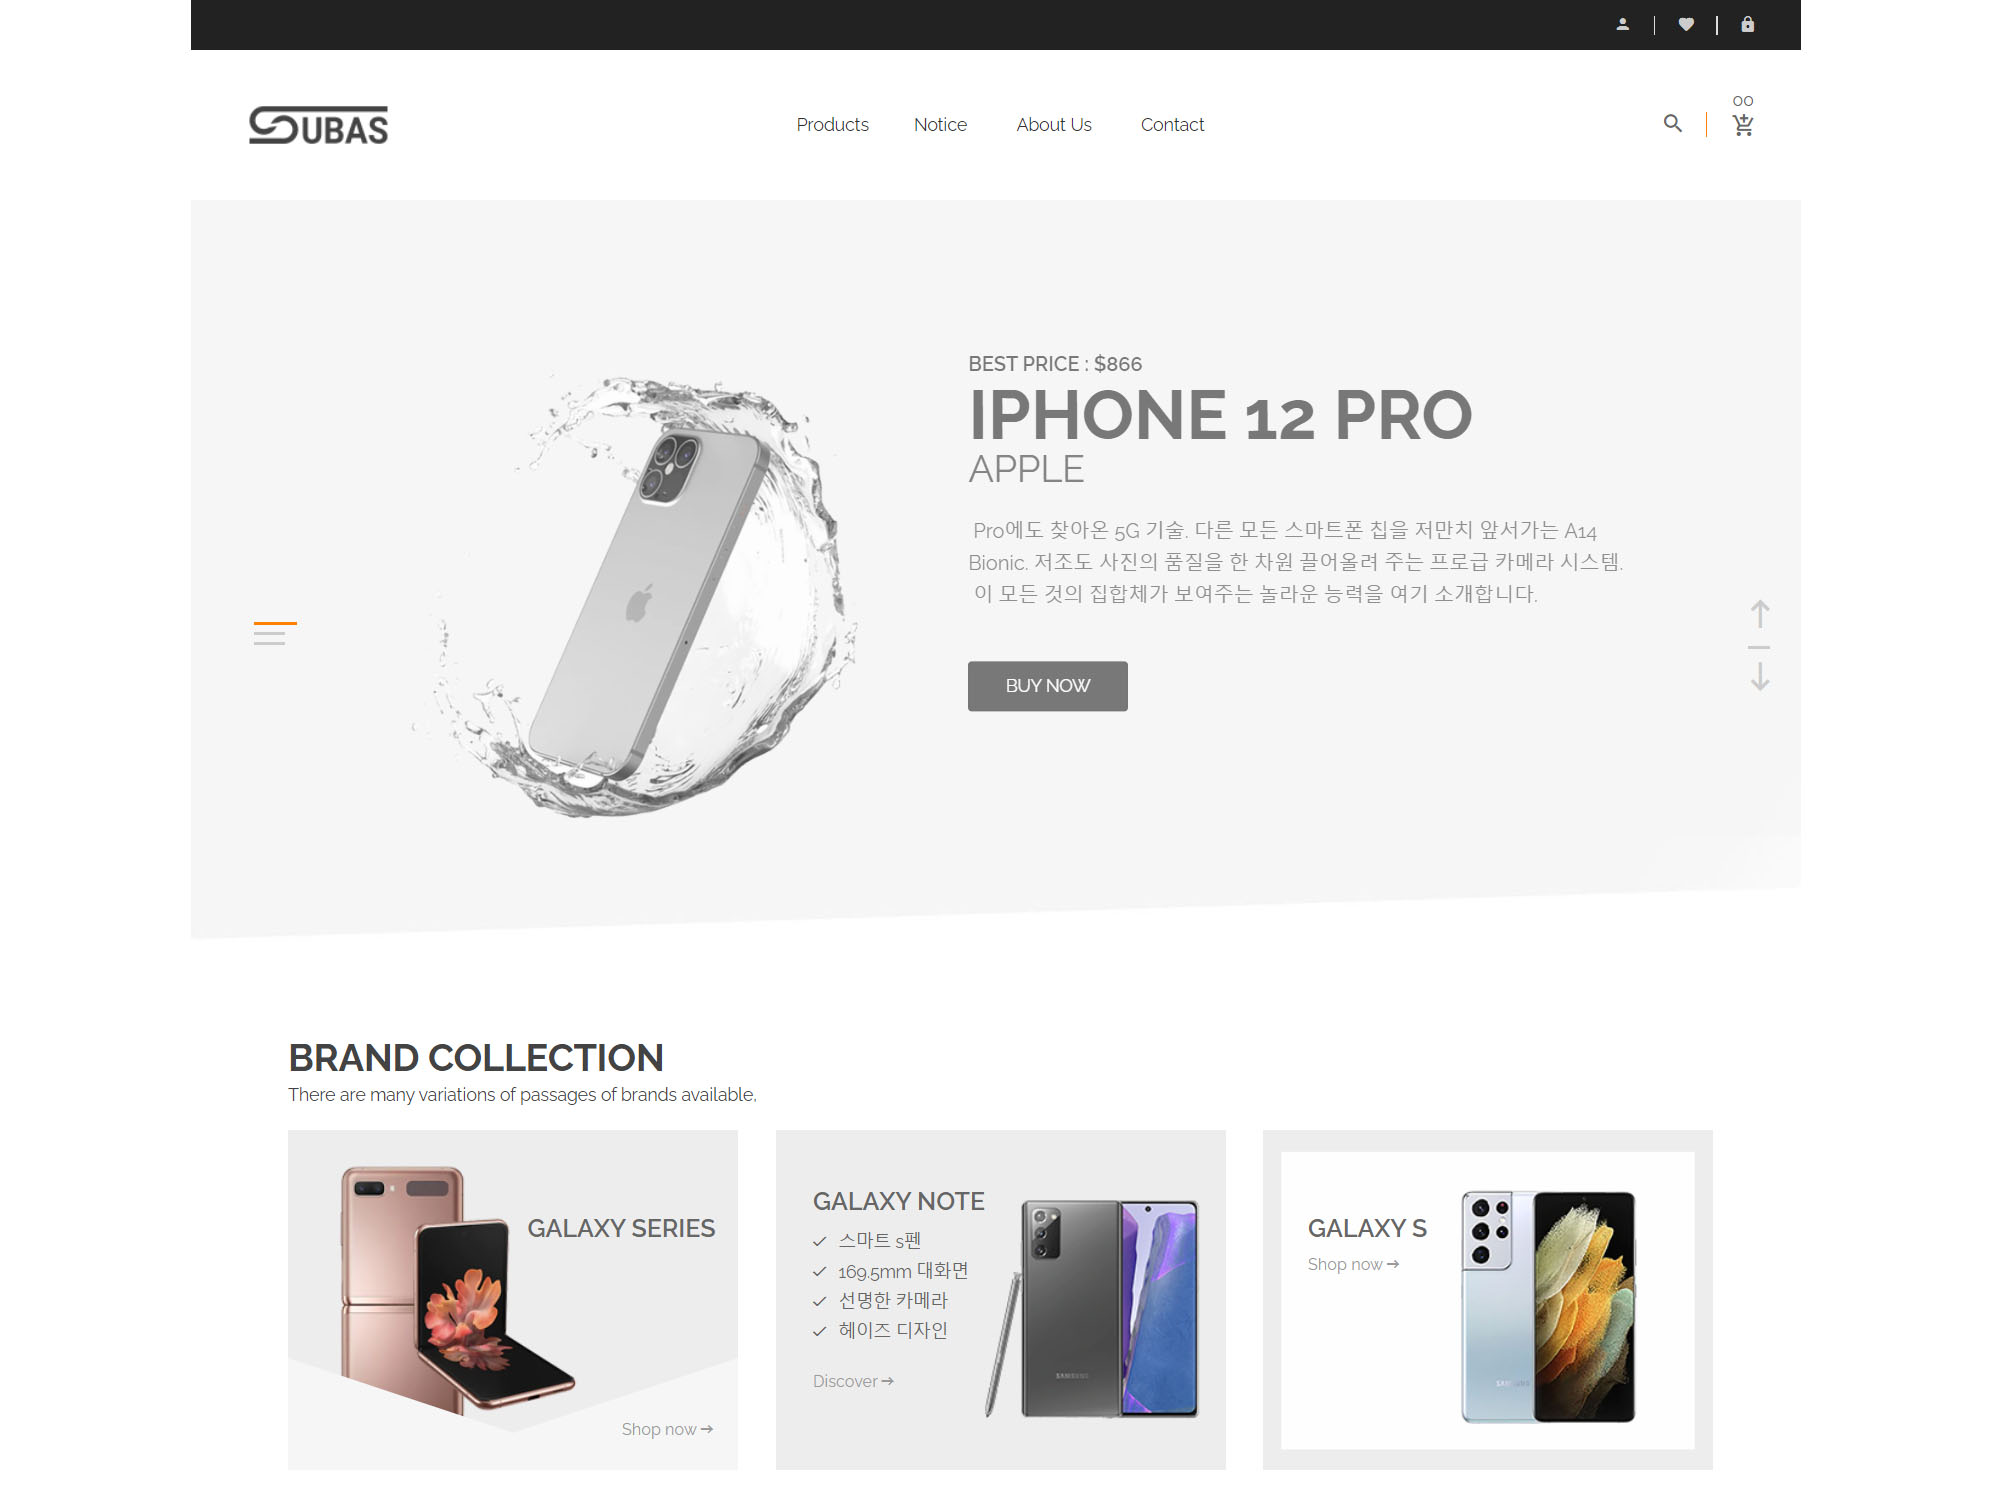 SUBAS
Products
Notice
About Us
Contact
00
BEST PRICE : $866
IPHONE 12 PRO
APPLE
Pro에도 찾아온 5G 기술. 다른 모든 스마트폰 칩을 저만치 앞서가는 A14
Bionic. 저조도 사진의 품질을 한 차원 끌어올려 주는 프로급 카메라 시스템.
이 모든 것의 집합체가 보여주는 놀라운 능력을 여기 소개합니다.
BUY NOW
BRAND COLLECTION
There are many variations of passages of brands available,
GALAXY SERIES
Shop now
GALAXY NOTE
스마트 s펜
169.5mm 대화면
선명한 카메라
헤이즈 디자인
Discover
SAMSUNG
GALAXY S
Shop now
SAMSUNG